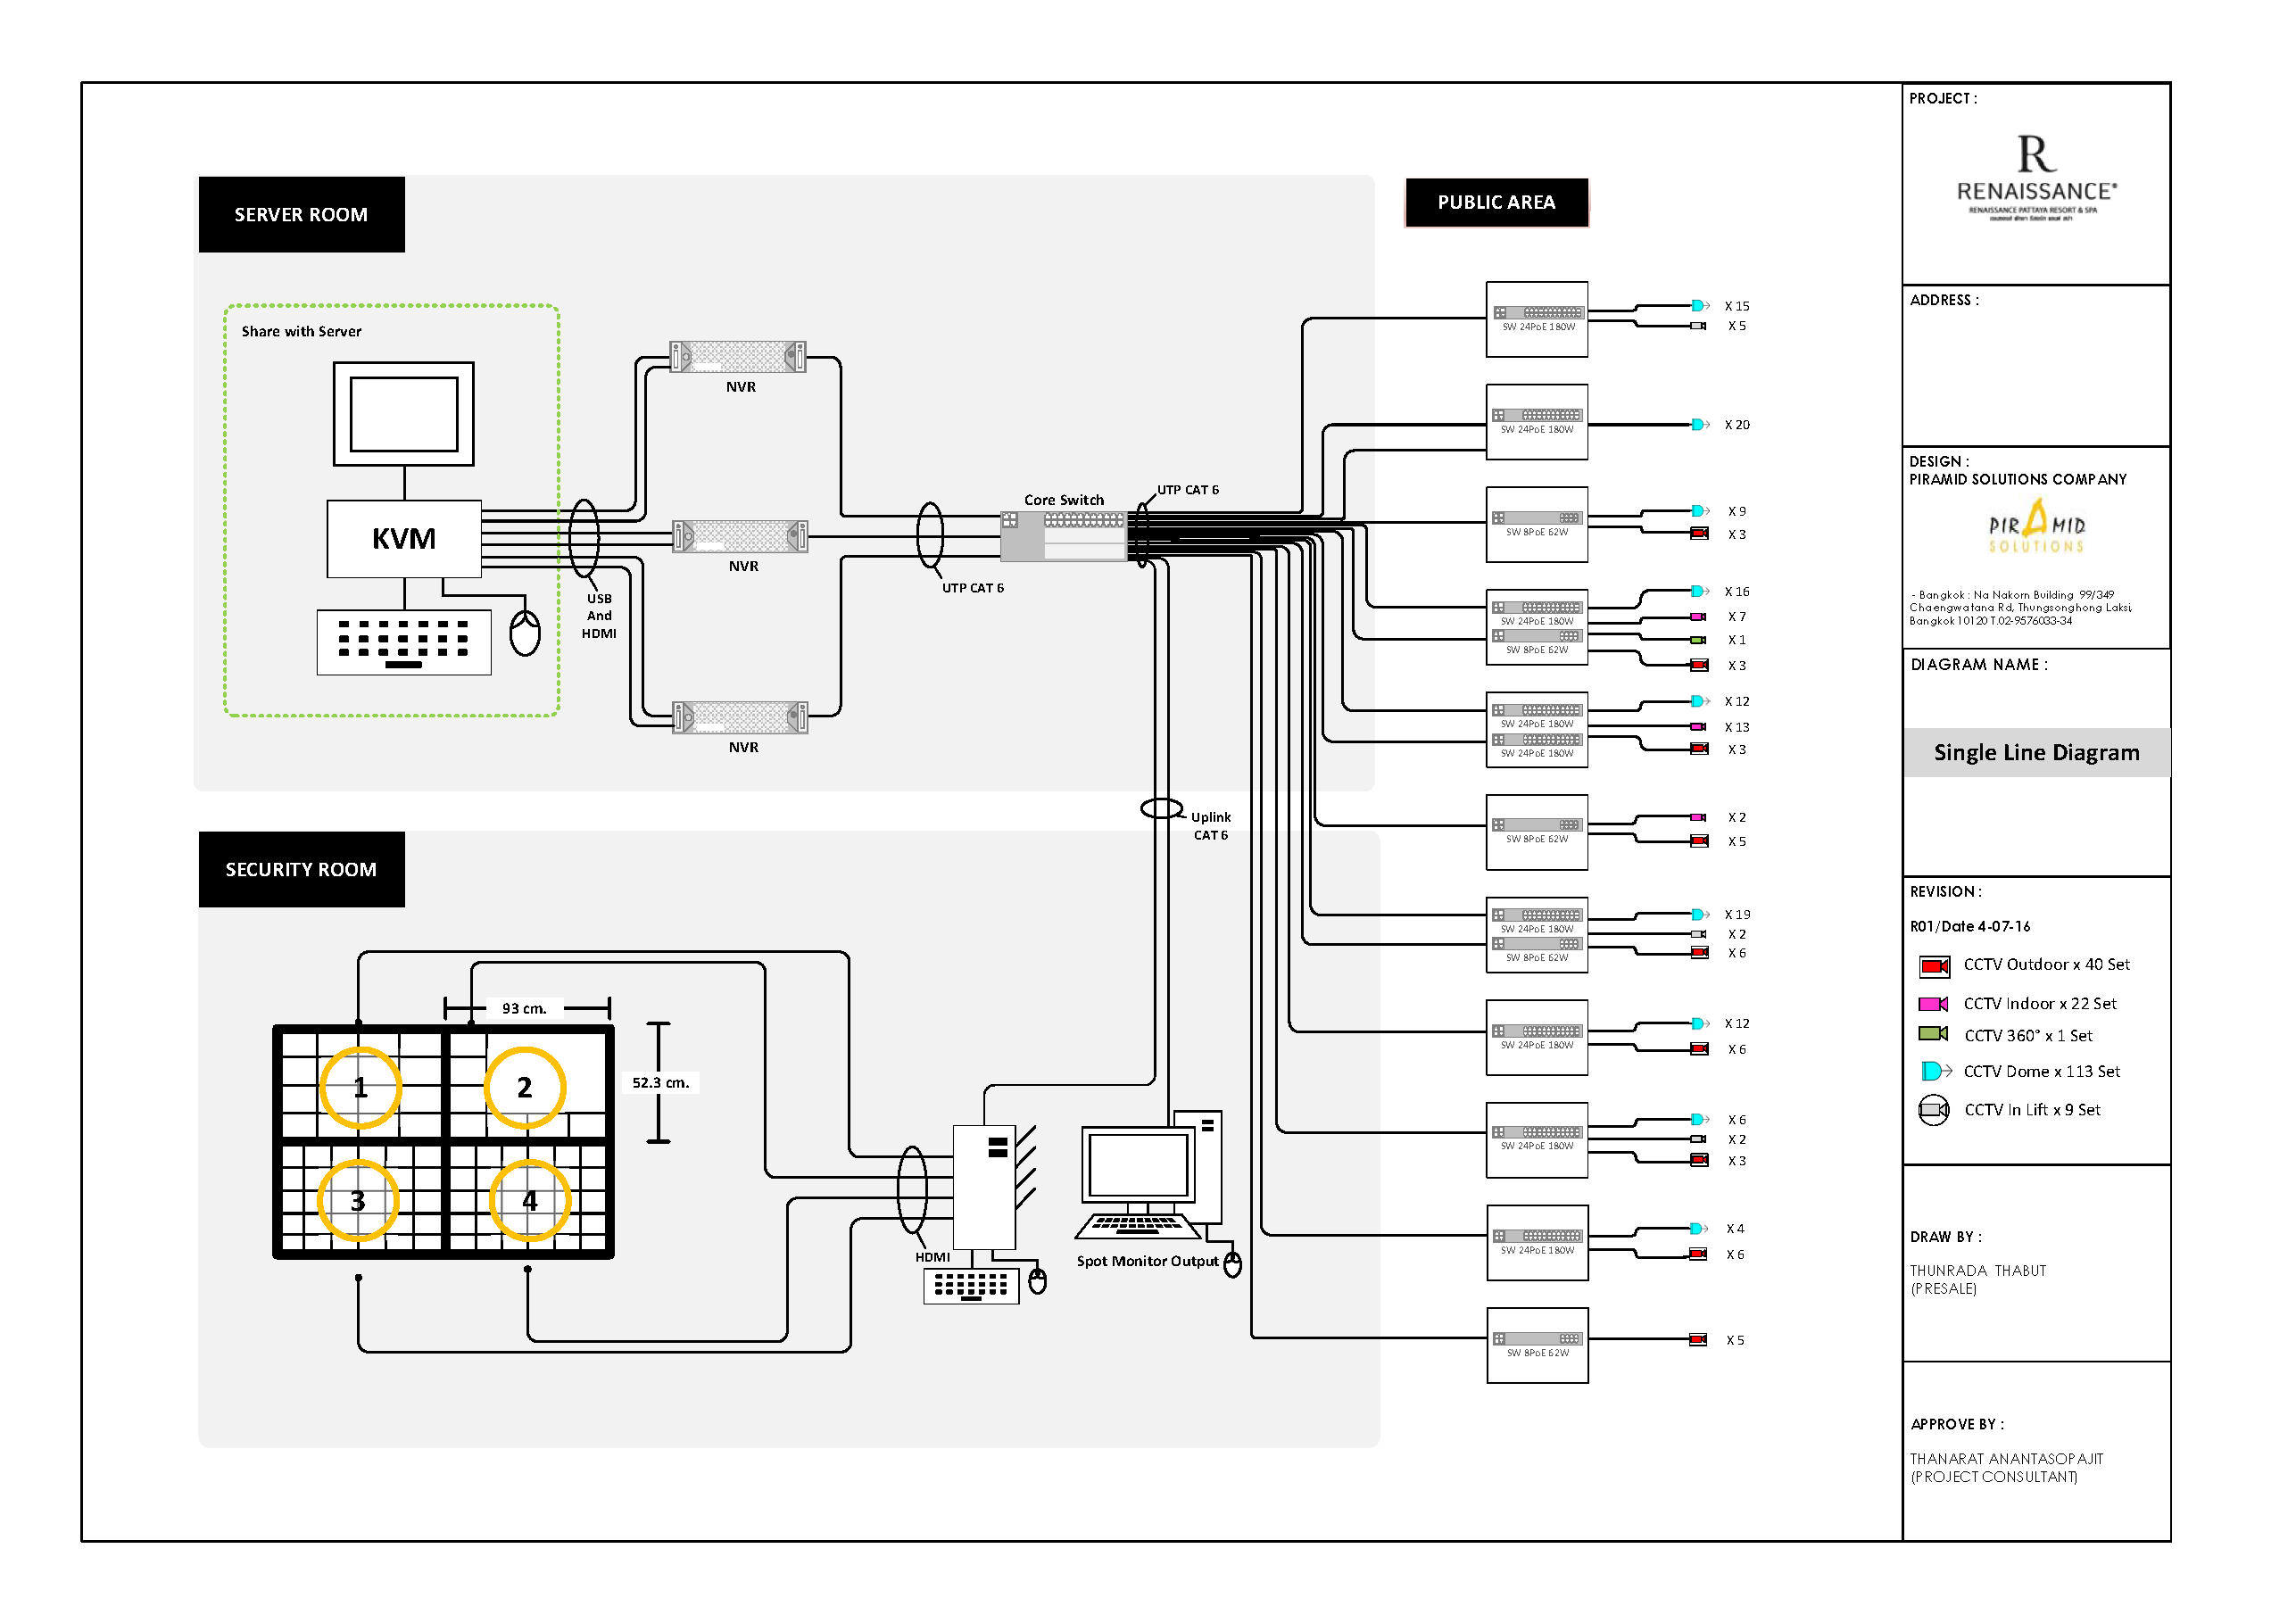 SERVER ROOM
Share with Server
KVM
USB
And
HDMI
NVR
NVR
NVR
UTP CAT 6
Core Switch
UTP CAT 6
Uplink
CAT 6
SECURITY ROOM
93 cm.
52.3 cm.
1
2
3
4
HDMI
Spot Monitor Output
PUBLIC AREA
SW 24PoE 180W
X 15
X 5
SW 24PoE 180W
X 20
SW 8PoE 62W
X 9
X 3
SW 24PoE 180W
SW 8PoE 62W
X 16
X 7
X 1
X 3
SW 24PoE 180W
SW 24PoE 180W
X 12
X 13
X 3
SW 8PoE 62W
X 2
X 5
SW 24PoE 180W
SW 8PoE 62W
X 19
X 2
X 6
SW 24PoE 180W
X 12
X 6
SW 24PoE 180W
X 6
X 2
X 3
SW 24PoE 180W
X 4
X 6
SW 8PoE 62W
X 5
PROJECT :
R
RENAISSANCE®
RENAISSANCE PATTAYA RESORT & SPA
ADDRESS :
DESIGN :
PIRAMID SOLUTIONS COMPANY
PIRAMID
SOLUTIONS
- Bangkok : Na Nakorn Building 99/349
Chaengwatana Rd, Thungsonghong Laksi,
Bangkok 10120 T.02-9576033-34
DIAGRAM NAME :
Single Line Diagram
REVISION :
R01/Date 4-07-16
CCTV Outdoor x 40 Set
CCTV Indoor x 22 Set
CCTV 360° x 1 Set
CCTV Dome x 113 Set
CCTV In Lift x 9 Set
DRAW BY :
THUNRADA THABUT
(PRESALE)
APPROVE BY :
THANARAT ANANTASOPAJIT
(PROJECT CONSULTANT)